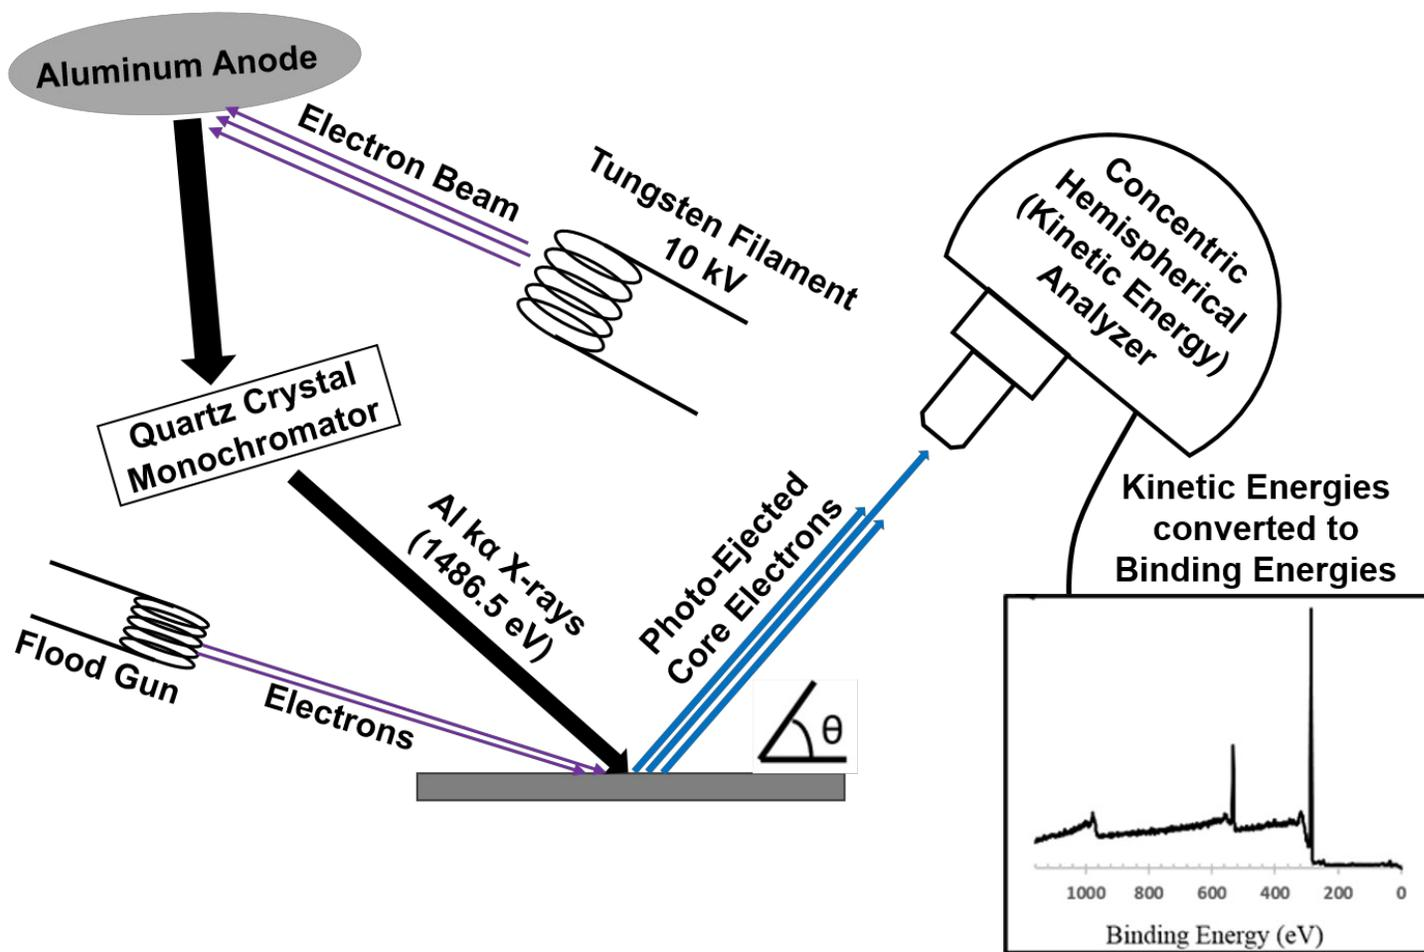 Aluminum Anode
Electron Beam
Tungsten Filament
10 kV
Concentric
Hemispherical
(Kinetic Energy)
Analyzer
Quartz Crystal
Monochromator
Al kα X-rays
(1486.5 eV)
Photo-Ejected
Core Electrons
Kinetic Energies
converted to
Binding Energies
Flood Gun
Electrons
θ
1000 800 600 400 200 0
Binding Energy (eV)